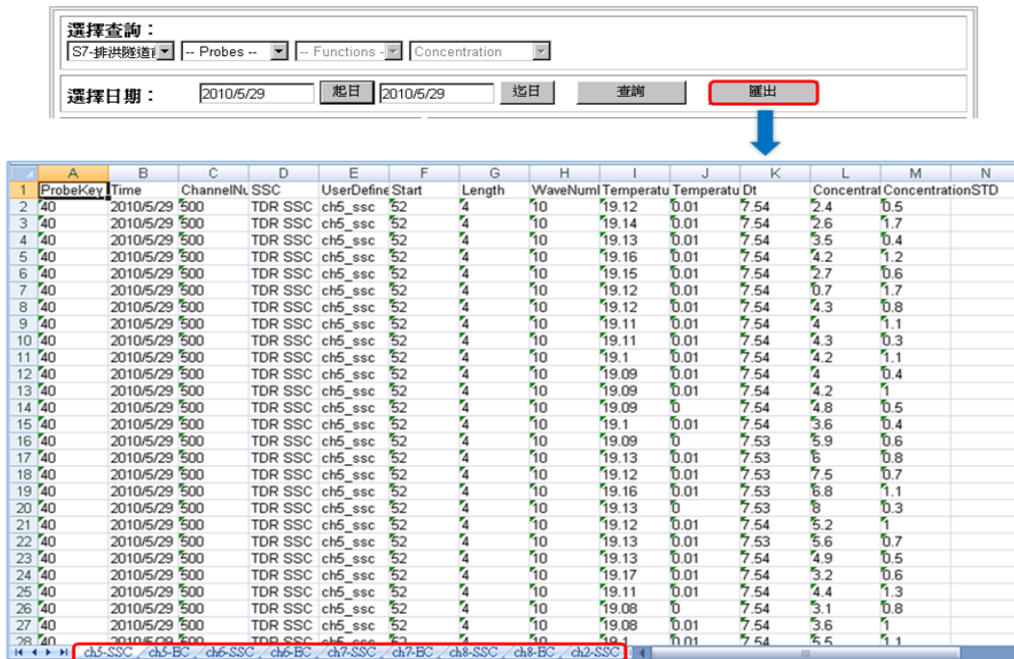 選擇查詢：
S7-排洪隧道 -- Probes -- -- Functions - Concentration
選擇日期： 2010/5/29 起日 2010/5/29 迄日 查詢 匯出
A B C D E F G H I J K L M N
1 ProbeKey Time ChannelNu SSC UserDefine Start Length WaveNuml Temperatu Temperatu Dt Concentrat ConcentrationSTD
2 40 2010/5/29 500 TDR SSC ch5_ssc 52 4 10 19.12 0.01 7.54 2.4 0.5
3 40 2010/5/29 500 TDR SSC ch5_ssc 52 4 10 19.14 0.01 7.54 2.6 1.7
4 40 2010/5/29 500 TDR SSC ch5_ssc 52 4 10 19.13 0.01 7.54 3.5 0.4
5 40 2010/5/29 500 TDR SSC ch5_ssc 52 4 10 19.16 0.01 7.54 4.2 1.2
6 40 2010/5/29 500 TDR SSC ch5_ssc 52 4 10 19.15 0.01 7.54 2.7 0.6
7 40 2010/5/29 500 TDR SSC ch5_ssc 52 4 10 19.12 0.01 7.54 0.7 1.7
8 40 2010/5/29 500 TDR SSC ch5_ssc 52 4 10 19.12 0.01 7.54 4.3 0.8
9 40 2010/5/29 500 TDR SSC ch5_ssc 52 4 10 19.11 0.01 7.54 4 1.1
10 40 2010/5/29 500 TDR SSC ch5_ssc 52 4 10 19.11 0.01 7.54 4.3 0.3
11 40 2010/5/29 500 TDR SSC ch5_ssc 52 4 10 19.1 0.01 7.54 4.2 1.1
12 40 2010/5/29 500 TDR SSC ch5_ssc 52 4 10 19.09 0.01 7.54 4 0.4
13 40 2010/5/29 500 TDR SSC ch5_ssc 52 4 10 19.09 0.01 7.54 4.2 1
14 40 2010/5/29 500 TDR SSC ch5_ssc 52 4 10 19.09 0 7.54 4.8 0.5
15 40 2010/5/29 500 TDR SSC ch5_ssc 52 4 10 19.1 0.01 7.54 3.6 0.4
16 40 2010/5/29 500 TDR SSC ch5_ssc 52 4 10 19.09 0 7.53 5.9 0.6
17 40 2010/5/29 500 TDR SSC ch5_ssc 52 4 10 19.13 0.01 7.53 6 0.8
18 40 2010/5/29 500 TDR SSC ch5_ssc 52 4 10 19.12 0.01 7.53 7.5 0.7
19 40 2010/5/29 500 TDR SSC ch5_ssc 52 4 10 19.16 0.01 7.53 6.8 1.1
20 40 2010/5/29 500 TDR SSC ch5_ssc 52 4 10 19.13 0 7.53 8 0.3
21 40 2010/5/29 500 TDR SSC ch5_ssc 52 4 10 19.12 0.01 7.54 5.2 1
22 40 2010/5/29 500 TDR SSC ch5_ssc 52 4 10 19.13 0.01 7.53 5.6 0.7
23 40 2010/5/29 500 TDR SSC ch5_ssc 52 4 10 19.13 0.01 7.54 4.9 0.5
24 40 2010/5/29 500 TDR SSC ch5_ssc 52 4 10 19.17 0.01 7.54 3.2 0.6
25 40 2010/5/29 500 TDR SSC ch5_ssc 52 4 10 19.11 0.01 7.54 4.4 1.3
26 40 2010/5/29 500 TDR SSC ch5_ssc 52 4 10 19.08 0 7.54 3.1 0.8
27 40 2010/5/29 500 TDR SSC ch5_ssc 52 4 10 19.08 0.01 7.54 3.6 1
28 40 2010/5/29 500 TDR SSC ch5_ssc 52 4 10 19.1 0.01 7.54 5.5 1.1
ch5-SSC ch5-EC ch6-SSC ch6-EC ch7-SSC ch7-EC ch8-SSC ch8-EC ch2-SSC